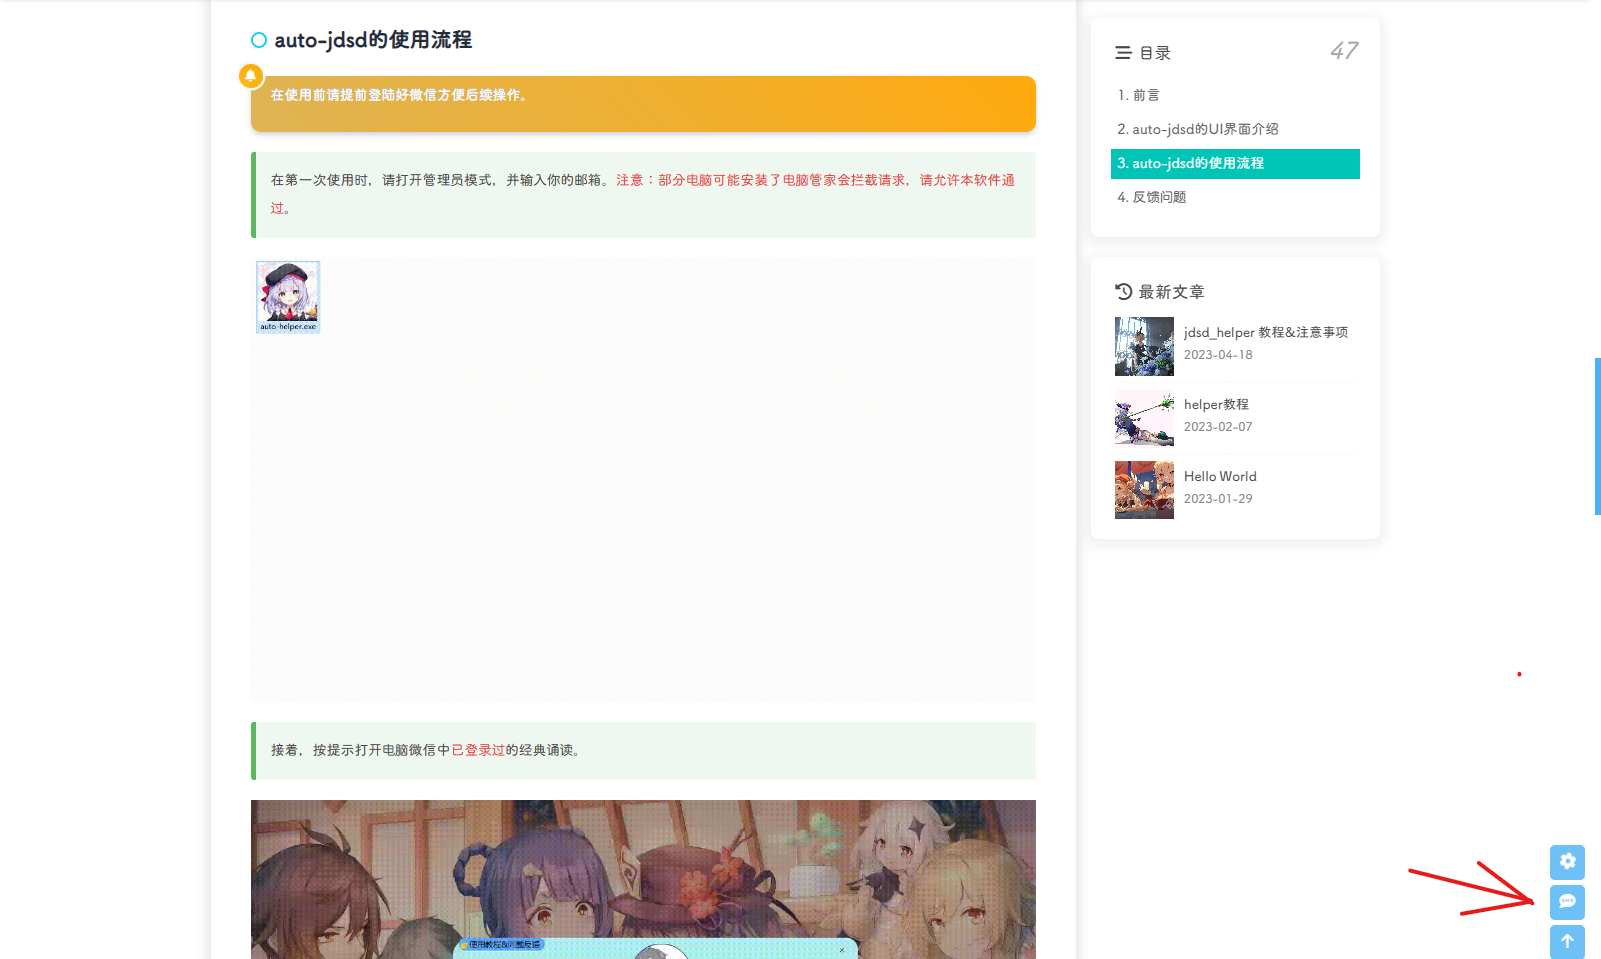 auto-jdsd的使用流程
在使用前请提前登陆好微信方便后续操作。
在第一次使用时，请打开管理员模式，并输入你的邮箱。注意：部分电脑可能安装了电脑管家会拦截请求，请允许本软件通
过。
auto-helper.exe
接着，按提示打开电脑微信中已登录过的经典诵读。
使用教程&问题反馈
×
目录
47
1. 前言
2. auto-jdsd的UI界面介绍
3. auto-jdsd的使用流程
4. 反馈问题
最新文章
jdsd_helper 教程&注意事项
2023-04-18
helper教程
2023-02-07
Hello World
2023-01-29